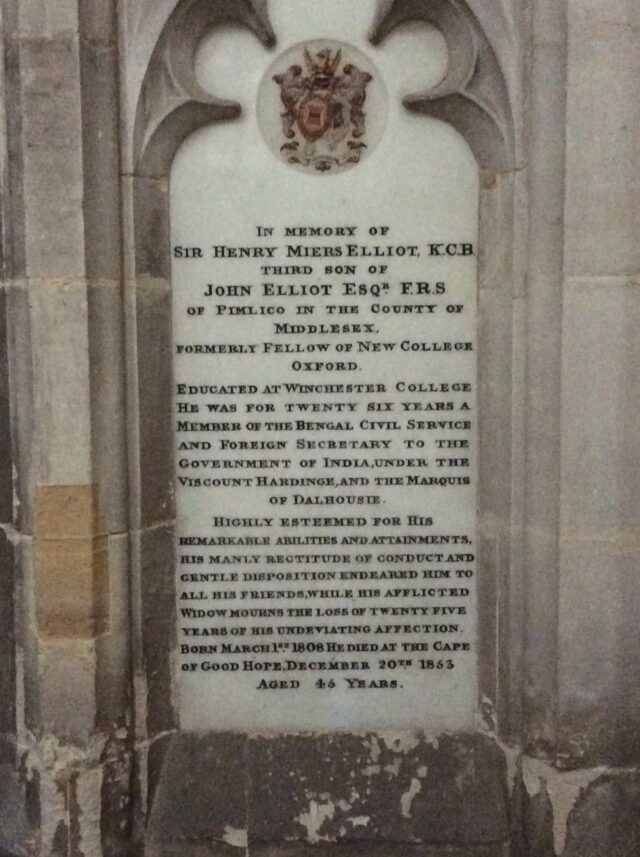 IN MEMORY OF
SIR HENRY MIERS ELLIOT, K.C.B.
THIRD SON OF
JOHN ELLIOT ESQR F.R.S
OF PIMLICO IN THE COUNTY OF
MIDDLESEX,
FORMERLY FELLOW OF NEW COLLEGE
OXFORD.
EDUCATED AT WINCHESTER COLLEGE
HE WAS FOR TWENTY SIX YEARS A
MEMBER OF THE BENGAL CIVIL SERVICE
AND FOREIGN SECRETARY TO THE
GOVERNMENT OF INDIA, UNDER THE
VISCOUNT HARDINGE, AND THE MARQUIS
OF DALHOUSIE.
HIGHLY ESTEEMED FOR HIS
REMARKABLE ABILITIES AND ATTAINMENTS,
HIS MANLY RECTITUDE OF CONDUCT AND
GENTLE DISPOSITION ENDEARED HIM TO
ALL HIS FRIENDS, WHILE HIS AFFLICTED
WIDOW MOURNS THE LOSS OF TWENTY FIVE
YEARS OF HIS UNDEVIATING AFFECTION.
BORN MARCH 1ST 1808 HE DIED AT THE CAPE
OF GOOD HOPE, DECEMBER 20TH 1853
AGED 45 YEARS.